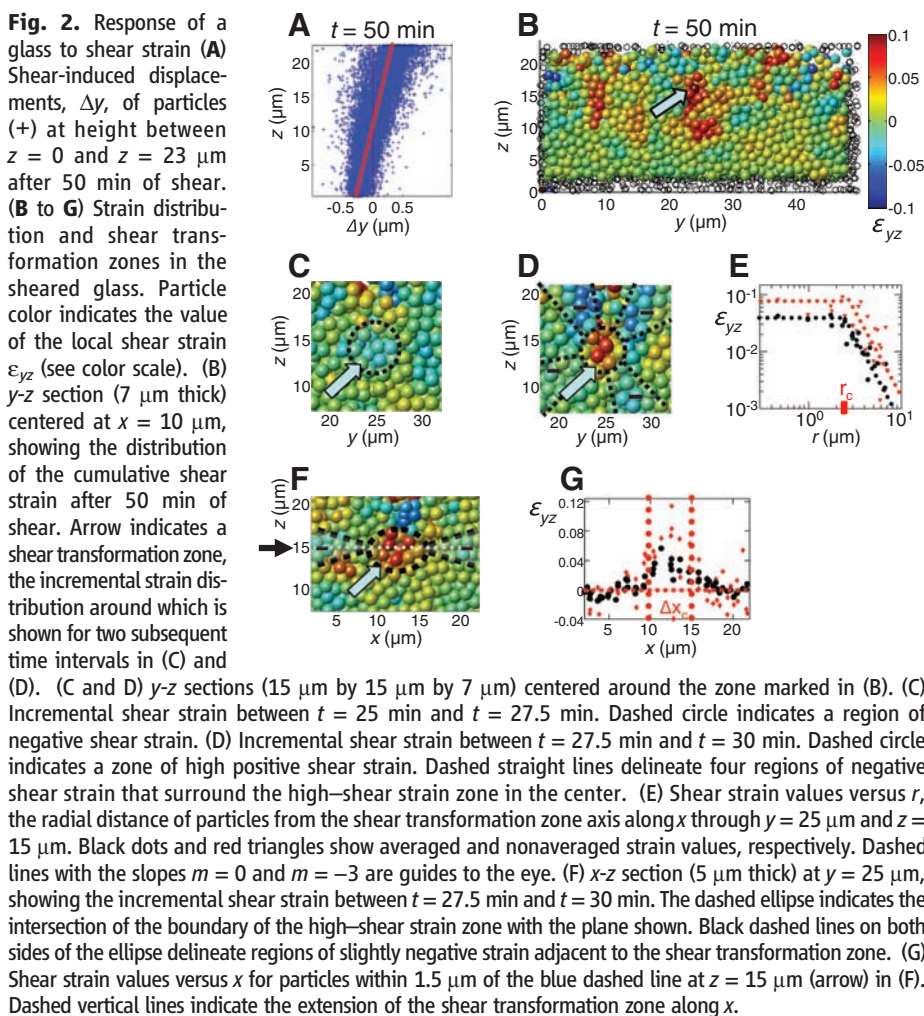 Fig. 2. Response of a
glass to shear strain (A)
Shear-induced displace-
ments, Δy, of particles
(+) at height between
z = 0 and z = 23 μm
after 50 min of shear.
(B to G) Strain distribu-
tion and shear trans-
formation zones in the
sheared glass. Particle
color indicates the value
of the local shear strain
εyz (see color scale). (B)
y-z section (7 μm thick)
centered at x = 10 μm,
showing the distribution
of the cumulative shear
strain after 50 min of
shear. Arrow indicates a
shear transformation zone,
the incremental strain dis-
tribution around which is
shown for two subsequent
time intervals in (C) and
(D). (C and D) y-z sections (15 μm by 15 μm by 7 μm) centered around the zone marked in (B). (C)
Incremental shear strain between t = 25 min and t = 27.5 min. Dashed circle indicates a region of
negative shear strain. (D) Incremental shear strain between t = 27.5 min and t = 30 min. Dashed circle
indicates a zone of high positive shear strain. Dashed straight lines delineate four regions of negative
shear strain that surround the high–shear strain zone in the center. (E) Shear strain values versus r,
the radial distance of particles from the shear transformation zone axis along x through y = 25 μm and z =
15 μm. Black dots and red triangles show averaged and nonaveraged strain values, respectively. Dashed
lines with the slopes m = 0 and m = −3 are guides to the eye. (F) x-z section (5 μm thick) at y = 25 μm,
showing the incremental shear strain between t = 27.5 min and t = 30 min. The dashed ellipse indicates the
intersection of the boundary of the high–shear strain zone with the plane shown. Black dashed lines on both
sides of the ellipse delineate regions of slightly negative strain adjacent to the shear transformation zone. (G)
Shear strain values versus x for particles within 1.5 μm of the blue dashed line at z = 15 μm (arrow) in (F).
Dashed vertical lines indicate the extension of the shear transformation zone along x.
A
t = 50 min
20
15
10
5
z (μm)
-0.5 0 0.5
Δy (μm)
B
t = 50 min
20
15
10
5
0
z (μm)
0 10 20 30 40
y (μm)
0.1
0.05
0
-0.05
-0.1
εyz
C
20
15
10
z (μm)
20 25 30
y (μm)
D
20
15
10
z (μm)
20 25 30
y (μm)
E
εyz
10-1
10-2
10-3
rc
100 101
r (μm)
F
20
15
10
z (μm)
5 10 15 20
x (μm)
G
εyz
0.12
0.08
0.04
0
-0.04
Δxc
5 10 15 20
x (μm)